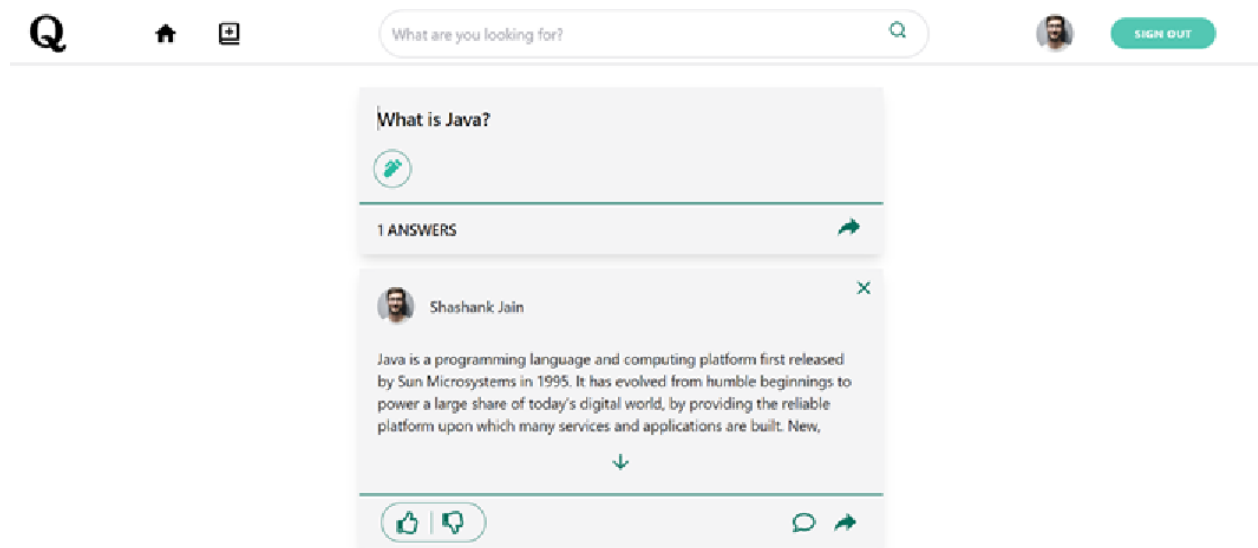 Q
What are you looking for?
SIGN OUT
What is Java?
1 ANSWERS
Shashank Jain
Java is a programming language and computing platform first released
by Sun Microsystems in 1995. It has evolved from humble beginnings to
power a large share of today's digital world, by providing the reliable
platform upon which many services and applications are built. New,